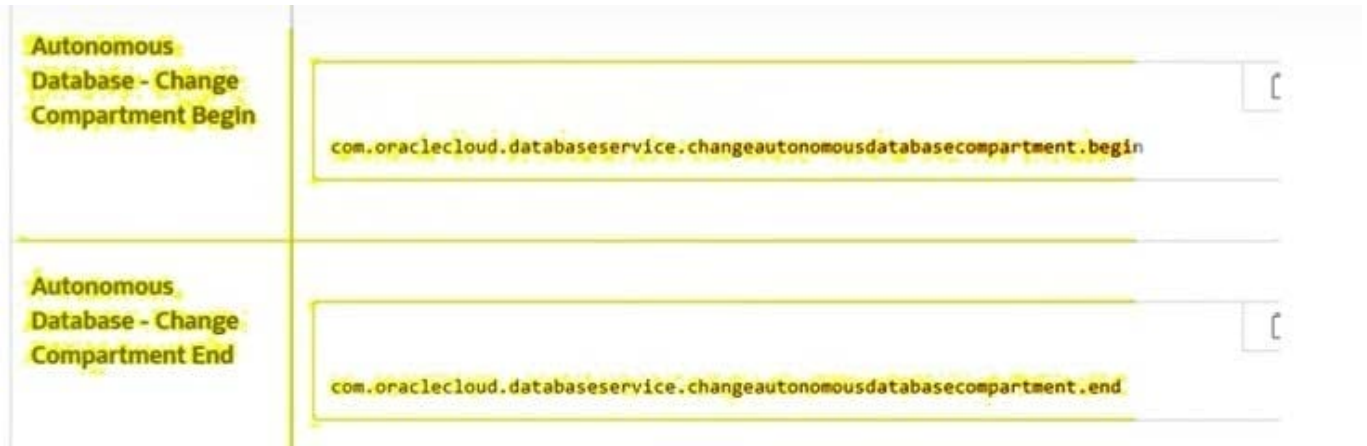 Autonomous
Database - Change
Compartment Begin
com.oraclecloud.databaseservice.changeautonomousdatabasecompartment.begin
Autonomous
Database - Change
Compartment End
com.oraclecloud.databaseservice.changeautonomousdatabasecompartment.end